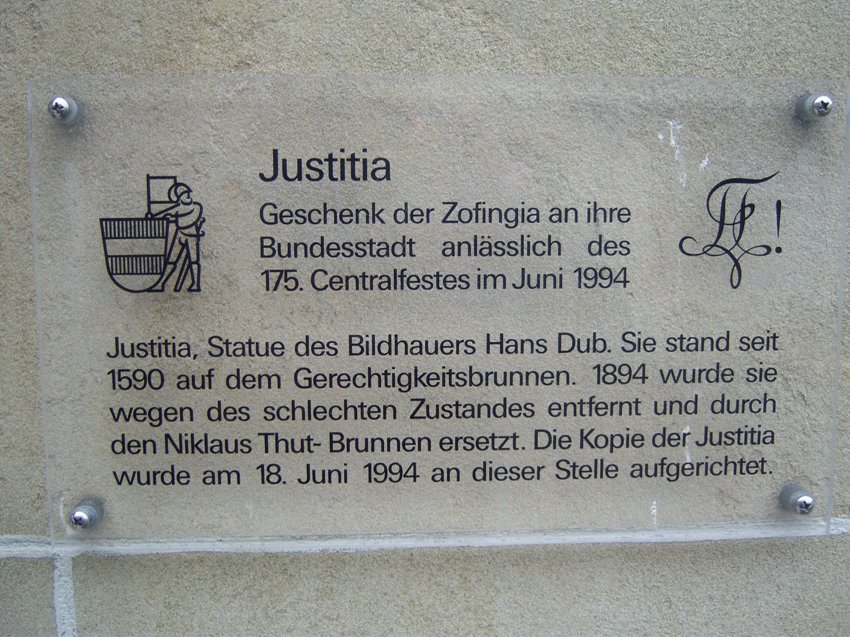 Justitia
Geschenk der Zofingia an ihre
Bundesstadt anlässlich des
175. Centralfestes im Juni 1994
Justitia, Statue des Bildhauers Hans Dub. Sie stand seit
1590 auf dem Gerechtigkeitsbrunnen. 1894 wurde sie
wegen des schlechten Zustandes entfernt und durch
den Niklaus Thut- Brunnen ersetzt. Die Kopie der Justitia
wurde am 18. Juni 1994 an dieser Stelle aufgerichtet.